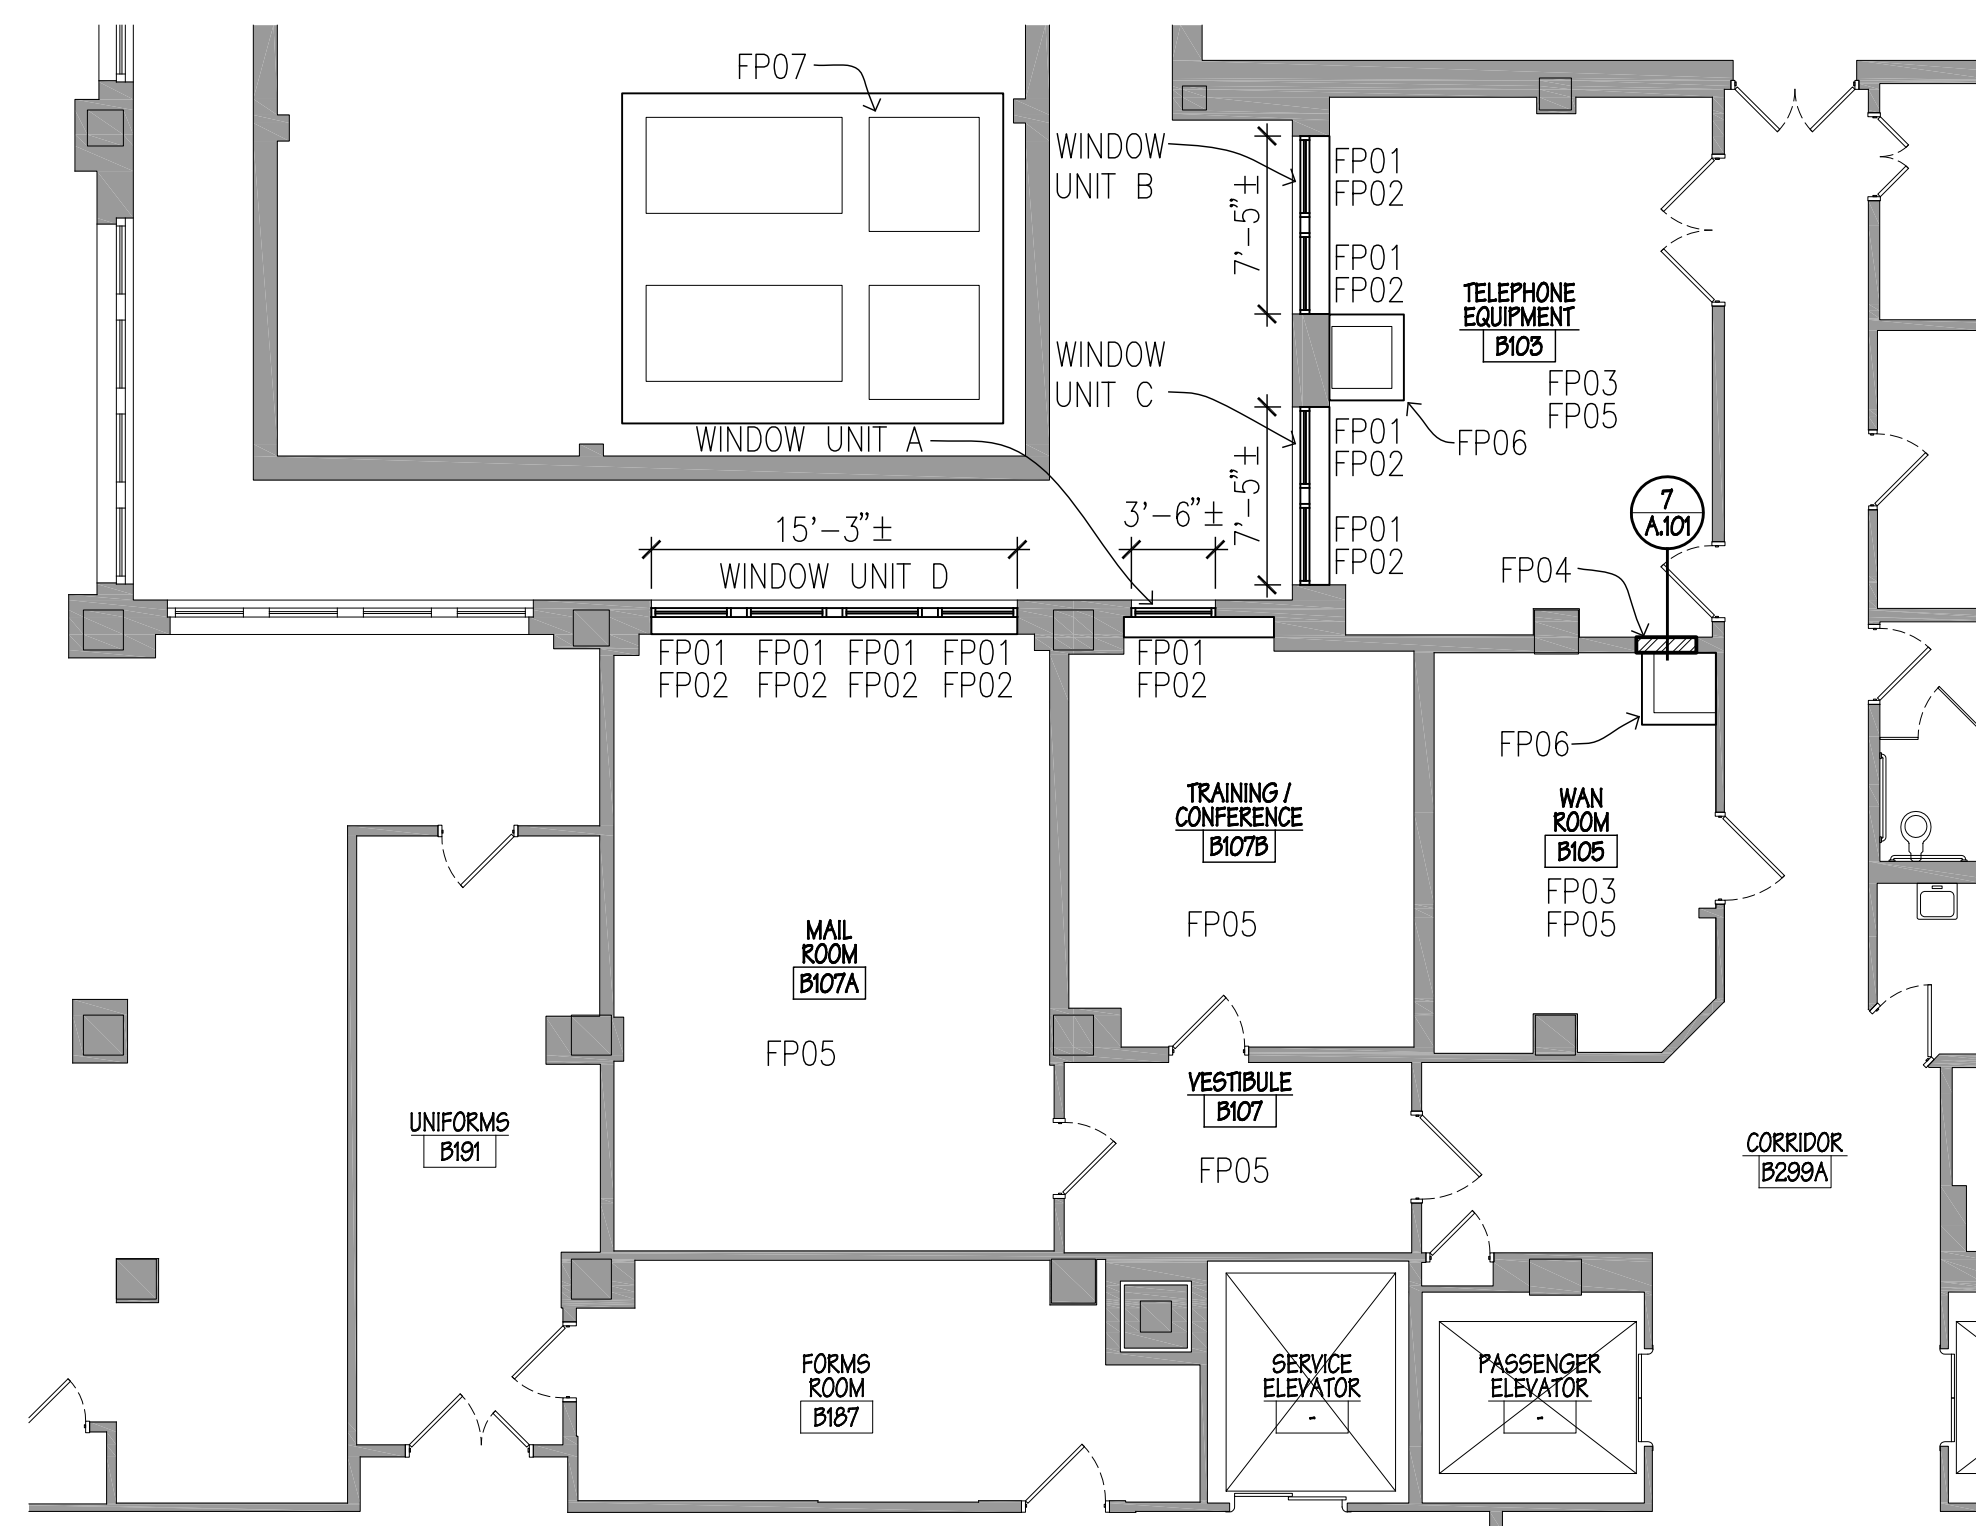 FP07
WINDOW
UNIT B
7'-5"±
FP01
FP02
FP01
FP02
TELEPHONE
EQUIPMENT
B103
FP03
FP05
WINDOW
UNIT C
7'-5"±
FP01
FP02
FP06
FP01
FP02
WINDOW UNIT A
15'-3"±
WINDOW UNIT D
3'-6"±
7
A.101
FP04
FP01
FP02
FP01
FP02
FP01
FP02
FP01
FP02
FP01
FP02
FP06
TRAINING /
CONFERENCE
B107B
FP05
WAN
ROOM
B105
FP03
FP05
MAIL
ROOM
B107A
FP05
VESTIBULE
B107
FP05
UNIFORMS
B191
CORRIDOR
B299A
FORMS
ROOM
B187
SERVICE
ELEVATOR
-
PASSENGER
ELEVATOR
-